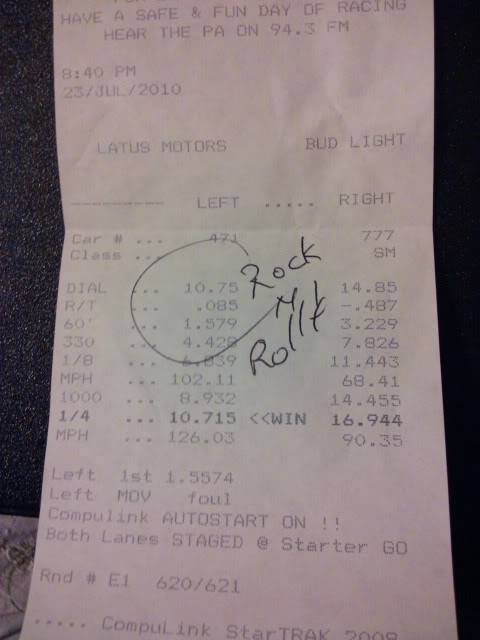 HAVE A SAFE & FUN DAY OF RACING
HEAR THE PA ON 94.3 FM
8:40 PM
23/JUL/2010
LATUS MOTORS BUD LIGHT
LEFT ..... RIGHT
Car # ... 471 777
Class ... SM
DIAL ... 10.75 14.85
R/T ... .085 -.487
60' ... 1.579 3.229
330 ... 4.428 7.826
1/8 ... 6.839 11.443
MPH ... 102.11 68.41
1000 ... 8.932 14.455
1/4 ... 10.715 <<WIN 16.944
MPH ... 126.03 90.35
Rock
Roll
Left 1st 1.5574
Left MOV foul
Compulink AUTOSTART ON !!
Both Lanes STAGED @ Starter GO
Rnd # E1 620/621
..... CompuLink StarTRAK 2008